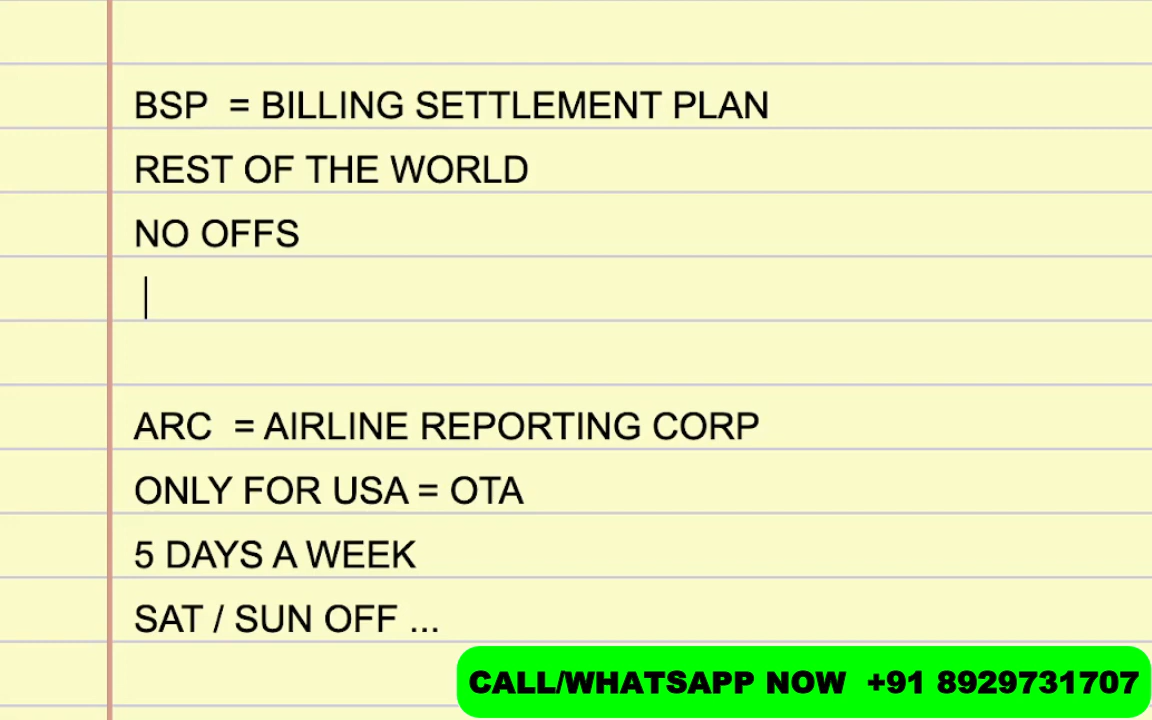 BSP  = BILLING SETTLEMENT PLAN
REST OF THE WORLD
NO OFFS
ARC  = AIRLINE REPORTING CORP
ONLY FOR USA = OTA
5 DAYS A WEEK
SAT / SUN OFF ...
CALL/WHATSAPP NOW  +91 8929731707